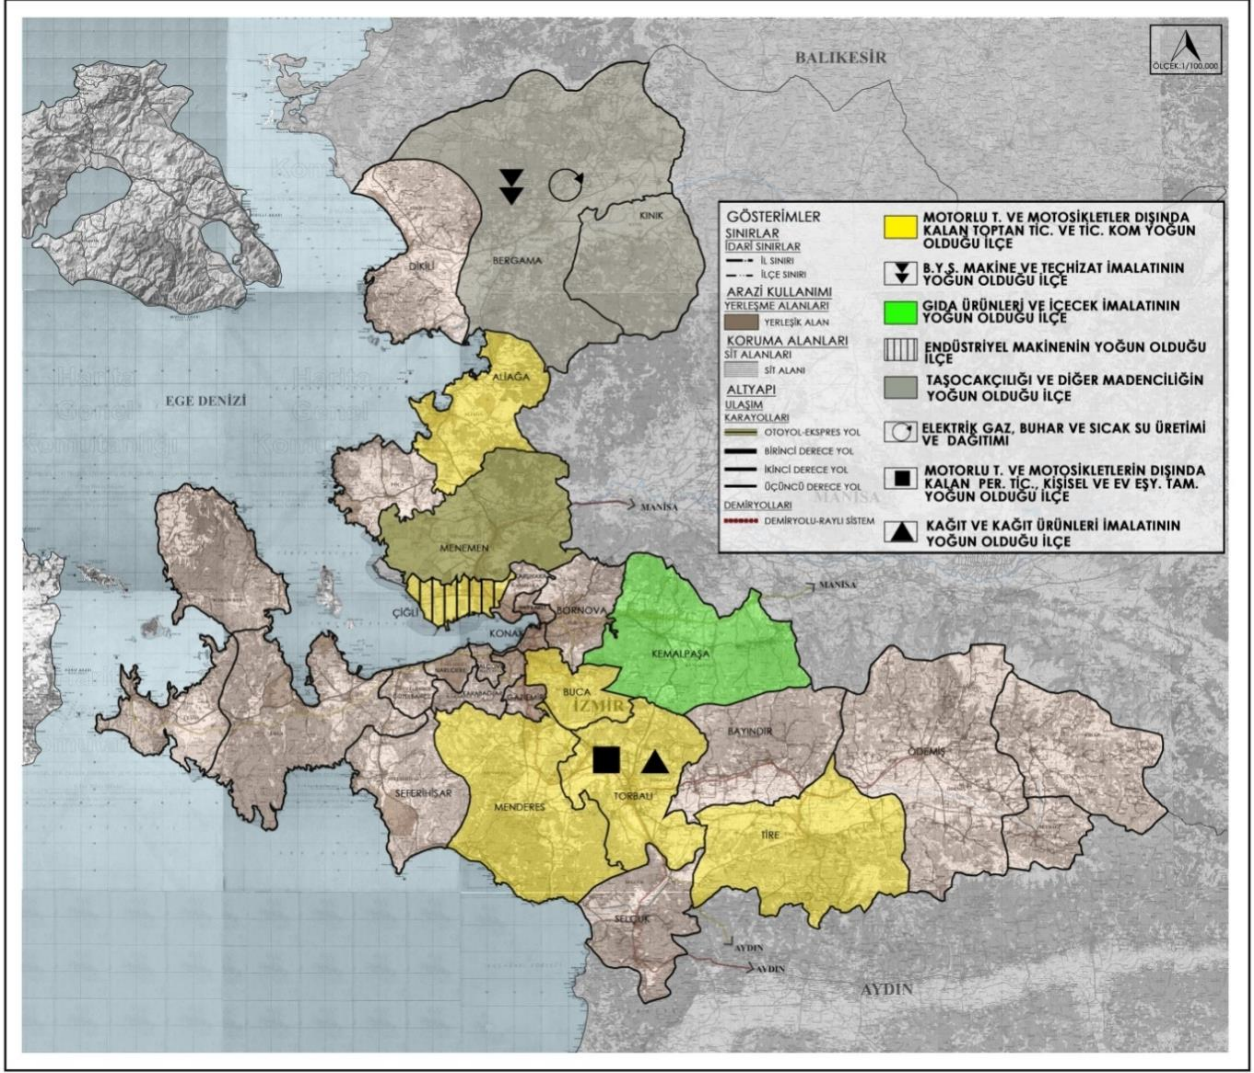 BALIKESİR
ÖLÇEK:1/100.000
KINIK
BERGAMA
DİKİLİ
ALİAĞA
EGE DENİZİ
MANİSA
MENEMEN
MANİSA
ÇİĞLİ
BORNOVA
KONAK
KEMALPAŞA
BUCA
İZMİR
BAYINDIR
ÖDEMİŞ
SEFERİHİSAR
MENDERES
TORBALI
TİRE
SELÇUK
AYDIN
AYDIN
AYDIN
GÖSTERİMLER
SINIRLAR
İDARİ SINIRLAR
İL SINIRI
İLÇE SINIRI
ARAZİ KULLANIMI
YERLEŞME ALANLARI
YERLEŞİK ALAN
KORUMA ALANLARI
SİT ALANLARI
SİT ALANI
ALTYAPI
ULAŞIM
KARAYOLLARI
OTOYOL-EKSPRES YOL
BİRİNCİ DERECE YOL
İKİNCİ DERECE YOL
ÜÇÜNCÜ DERECE YOL
DEMİRYOLLARI
DEMİRYOLU-RAYLI SİSTEM
MOTORLU T. VE MOTOSİKLETLER DIŞINDA
KALAN TOPTAN TİC. VE TİC. KOM YOĞUN
OLDUĞU İLÇE
B.Y.S. MAKİNE VE TEÇHİZAT İMALATININ
YOĞUN OLDUĞU İLÇE
GIDA ÜRÜNLERİ VE İÇECEK İMALATININ
YOĞUN OLDUĞU İLÇE
ENDÜSTRİYEL MAKİNENİN YOĞUN OLDUĞU
İLÇE
TAŞOCAKÇILIĞI VE DİĞER MADENCİLİĞİN
YOĞUN OLDUĞU İLÇE
ELEKTRİK GAZ, BUHAR VE SICAK SU ÜRETİMİ
VE DAĞITIMI
MANİSA
MOTORLU T. VE MOTOSİKLETLERİN DIŞINDA
KALAN PER. TİC., KİŞİSEL VE EV EŞY. TAM.
YOĞUN OLDUĞU İLÇE
KAĞIT VE KAĞIT ÜRÜNLERİ İMALATININ
YOĞUN OLDUĞU İLÇE